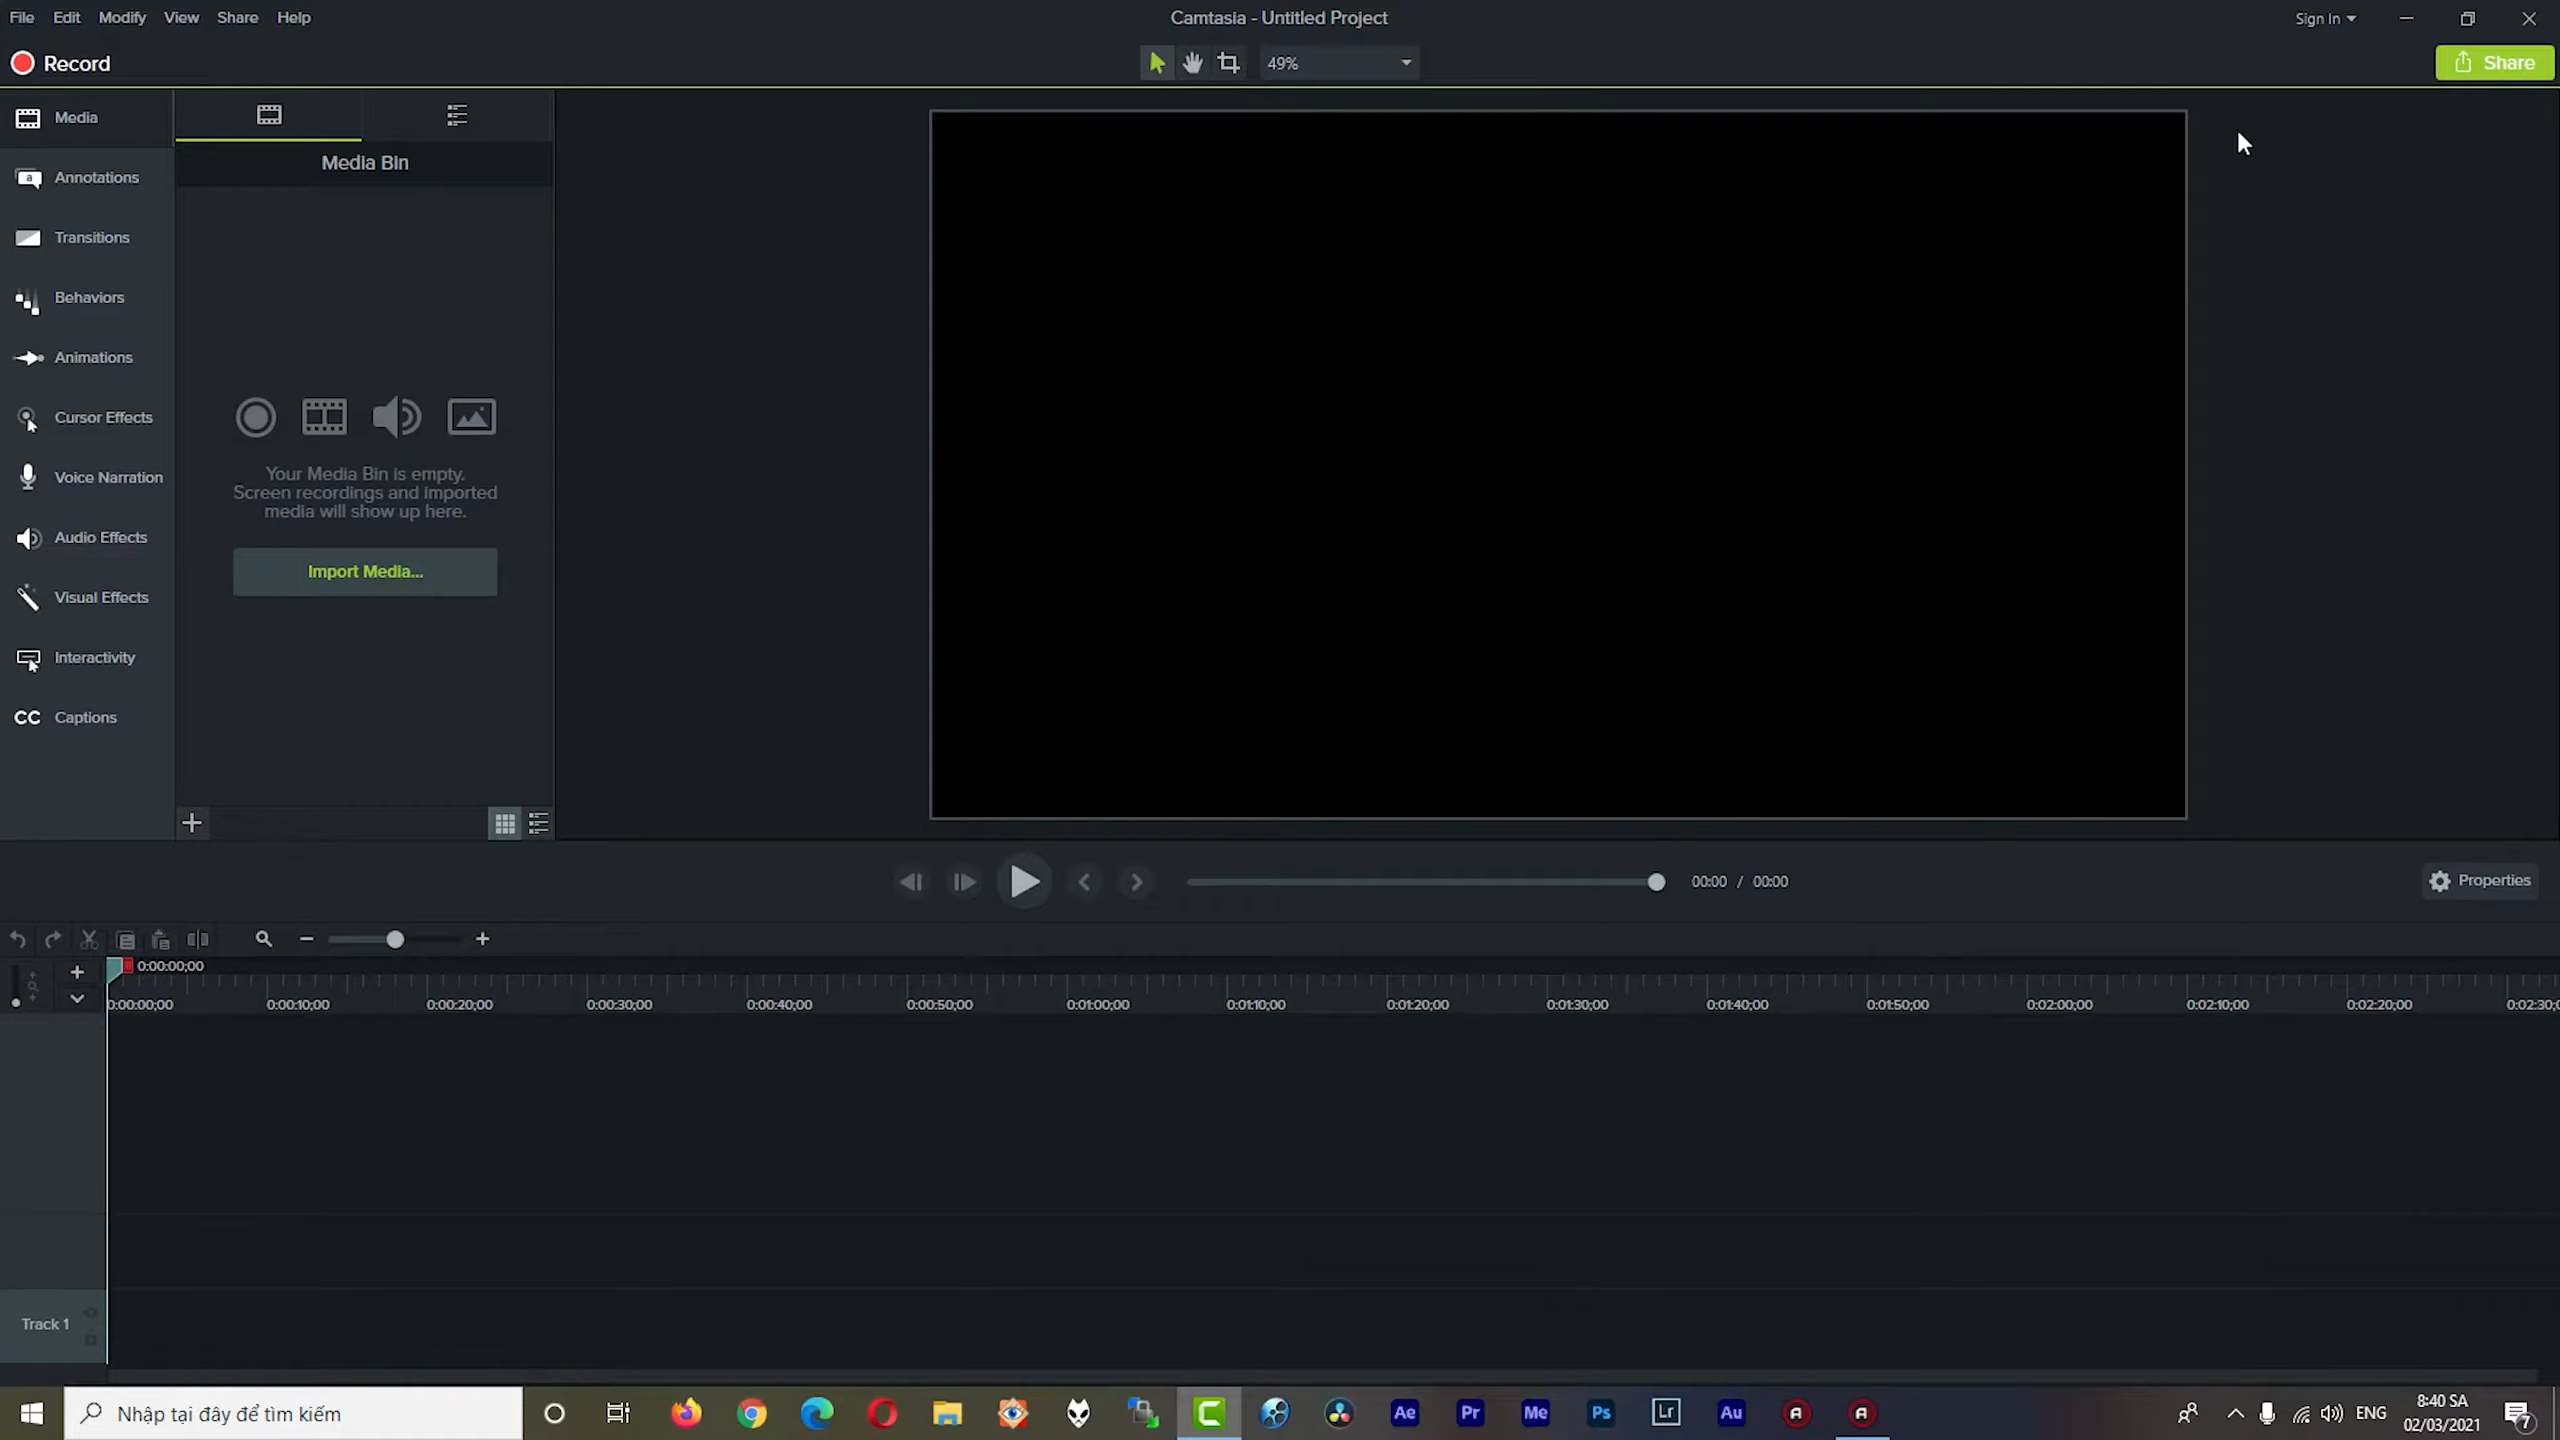 File Edit Modify View Share Help
Camtasia - Untitled Project
Sign In
Record
49%
Share
Media
Annotations
Transitions
Behaviors
Animations
Cursor Effects
Voice Narration
Audio Effects
Visual Effects
Interactivity
CC Captions
Media Bin
Your Media Bin is empty.
Screen recordings and imported
media will show up here.
Import Media...
00:00 / 00:00
Properties
0:00:00;00
0:00:00;00 0:00:10;00 0:00:20;00 0:00:30;00 0:00:40;00 0:00:50;00 0:01:00;00 0:01:10;00 0:01:20;00 0:01:30;00 0:01:40;00 0:01:50;00 0:02:00;00 0:02:10;00 0:02:20;00 0:02:30;0
Track 1
Nhập tại đây để tìm kiếm
Ae Pr Me Ps Lr Au
ENG
8:40 SA
02/03/2021
7